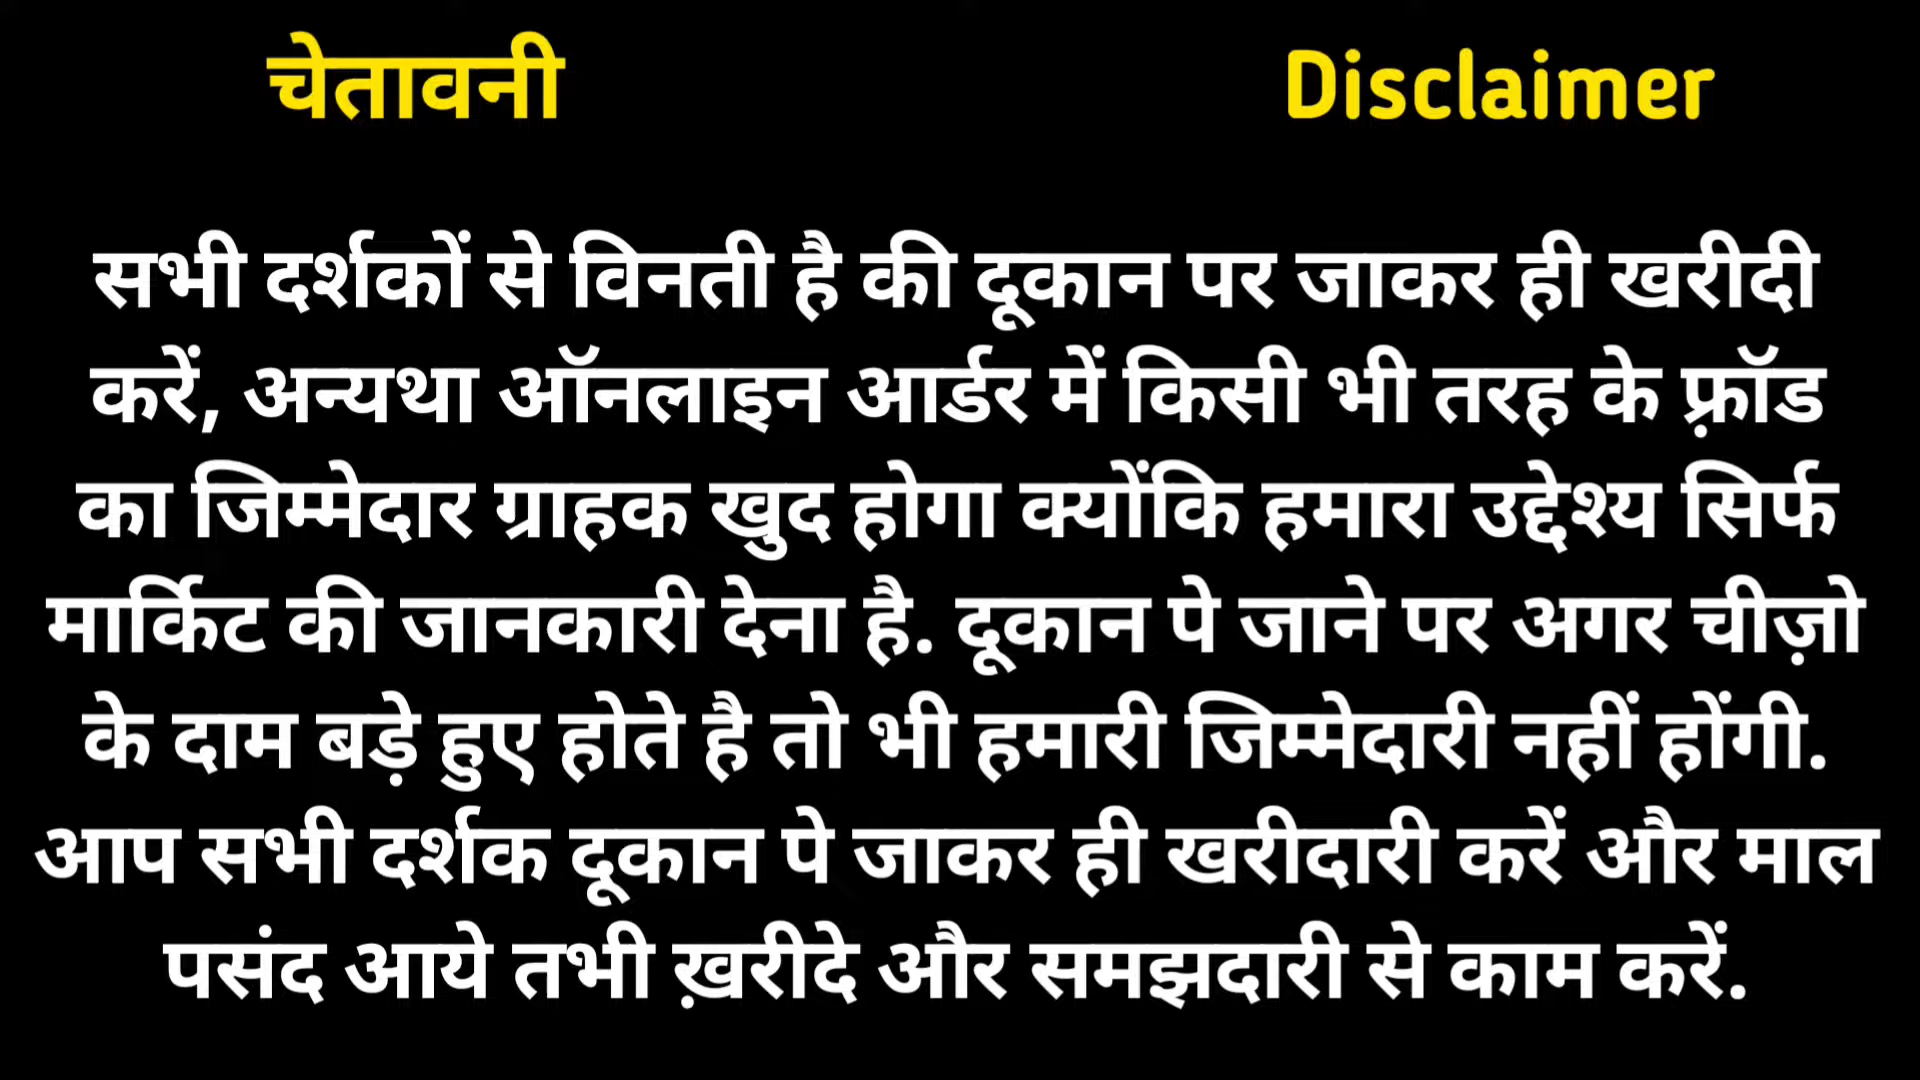 चेतावनी Disclaimer
सभी दर्शकों से विनती है की दूकान पर जाकर ही खरीदी
करें, अन्यथा ऑनलाइन आर्डर में किसी भी तरह के फ़्रॉड
का जिम्मेदार ग्राहक खुद होगा क्योंकि हमारा उद्देश्य सिर्फ
मार्किट की जानकारी देना है. दूकान पे जाने पर अगर चीज़ो
के दाम बड़े हुए होते है तो भी हमारी जिम्मेदारी नहीं होंगी.
आप सभी दर्शक दूकान पे जाकर ही खरीदारी करें और माल
पसंद आये तभी ख़रीदे और समझदारी से काम करें.